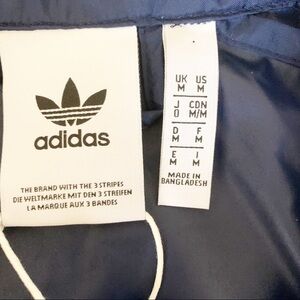 adidas
THE BRAND WITH THE 3 STRIPES
DIE WELTMARKE MIT DEN 3 STREIFEN
LA MARQUE AUX 3 BANDES
UK US
M M
J CDN
O M/M
D F
M M
E I
M M
MADE IN
BANGLADESH